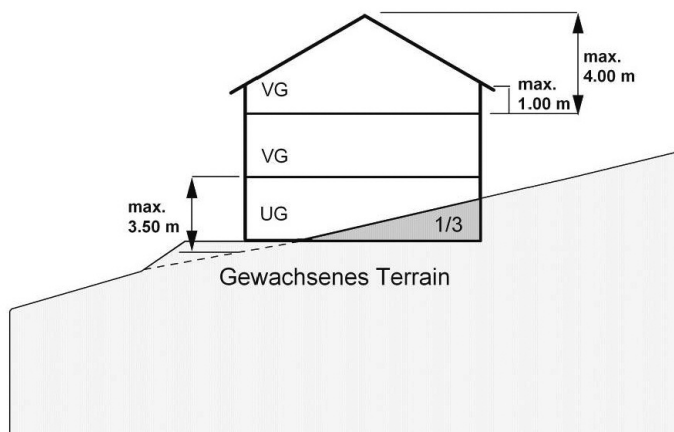 max.
4.00 m
VG
max.
1.00 m
VG
max.
3.50 m
UG
1/3
Gewachsenes Terrain